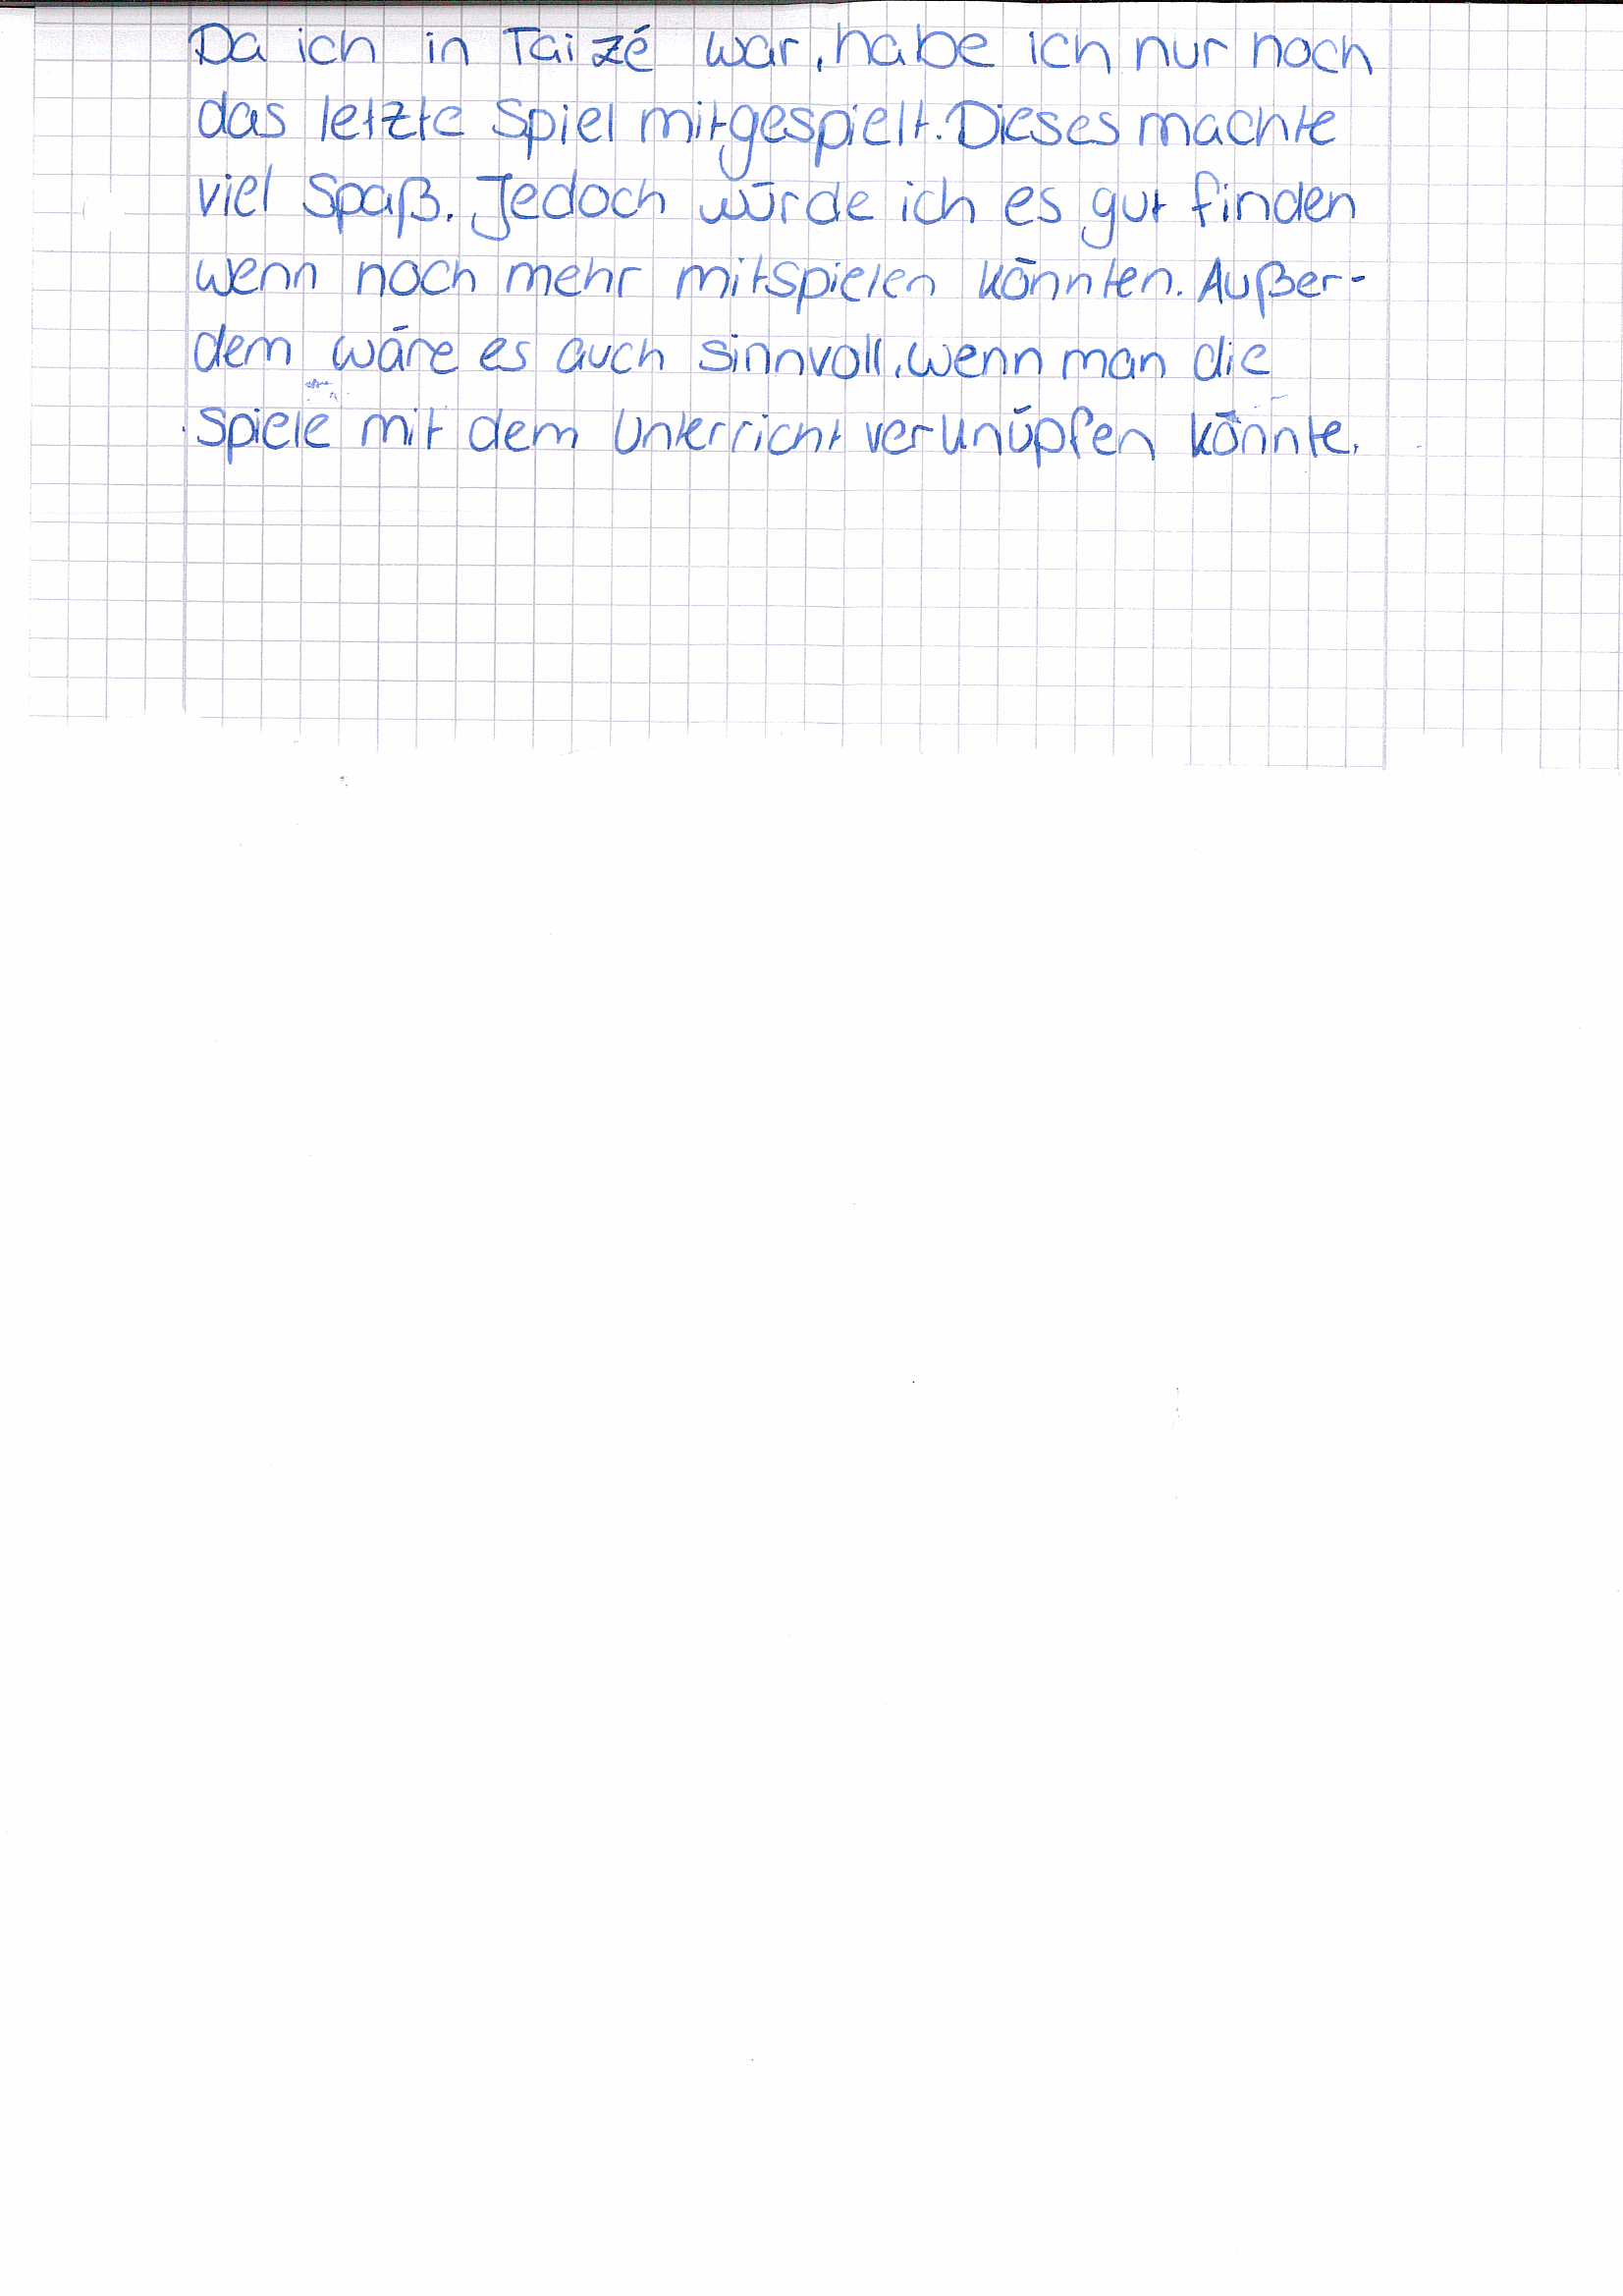 Da ich in Taizé war, habe ich nur noch
das letzte Spiel mitgespielt. Dieses machte
viel Spaß. Jedoch würde ich es gut finden
wenn noch mehr mitspielen könnten. Außer-
dem wäre es auch sinnvoll, wenn man die
Spiele mit dem Unterricht verknüpfen könnte.